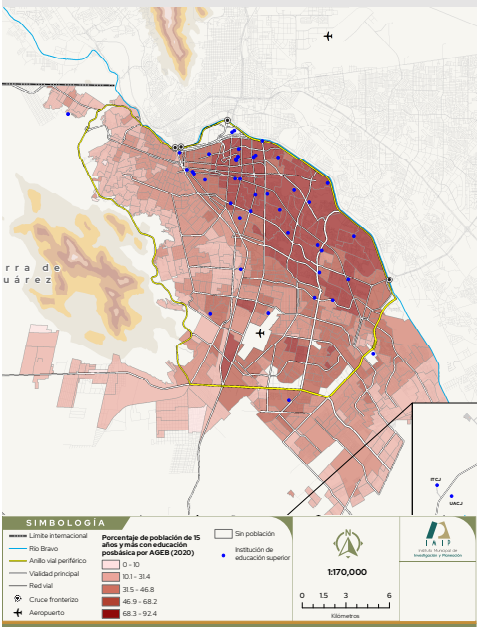 rra de
uárez
ITCJ
UACJ
SIMBOLOGÍA
Límite internacional
Río Bravo
Anillo vial periférico
Vialidad principal
Red vial
Cruce fronterizo
Aeropuerto
Porcentaje de población de 15
años y más con educación
posbásica por AGEB (2020)
0 - 10
10.1 - 31.4
31.5 - 46.8
46.9 - 68.2
68.3 - 92.4
Sin población
Institución de
educación superior
N
1:170,000
0 1.5 3 6
Kilómetros
IMIP
Instituto Municipal de
Investigación y Planeación